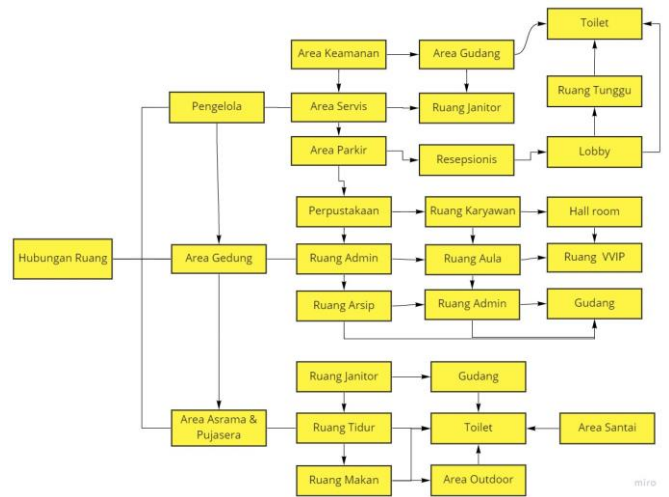 Toilet
Area Keamanan
Area Gudang
Ruang Tunggu
Pengelola
Area Servis
Ruang Janitor
Area Parkir
Resepsionis
Lobby
Perpustakaan
Ruang Karyawan
Hall room
Hubungan Ruang
Area Gedung
Ruang Admin
Ruang Aula
Ruang VVIP
Ruang Arsip
Ruang Admin
Gudang
Ruang Janitor
Gudang
Area Asrama &
Pujasera
Ruang Tidur
Toilet
Area Santai
Ruang Makan
Area Outdoor
miro